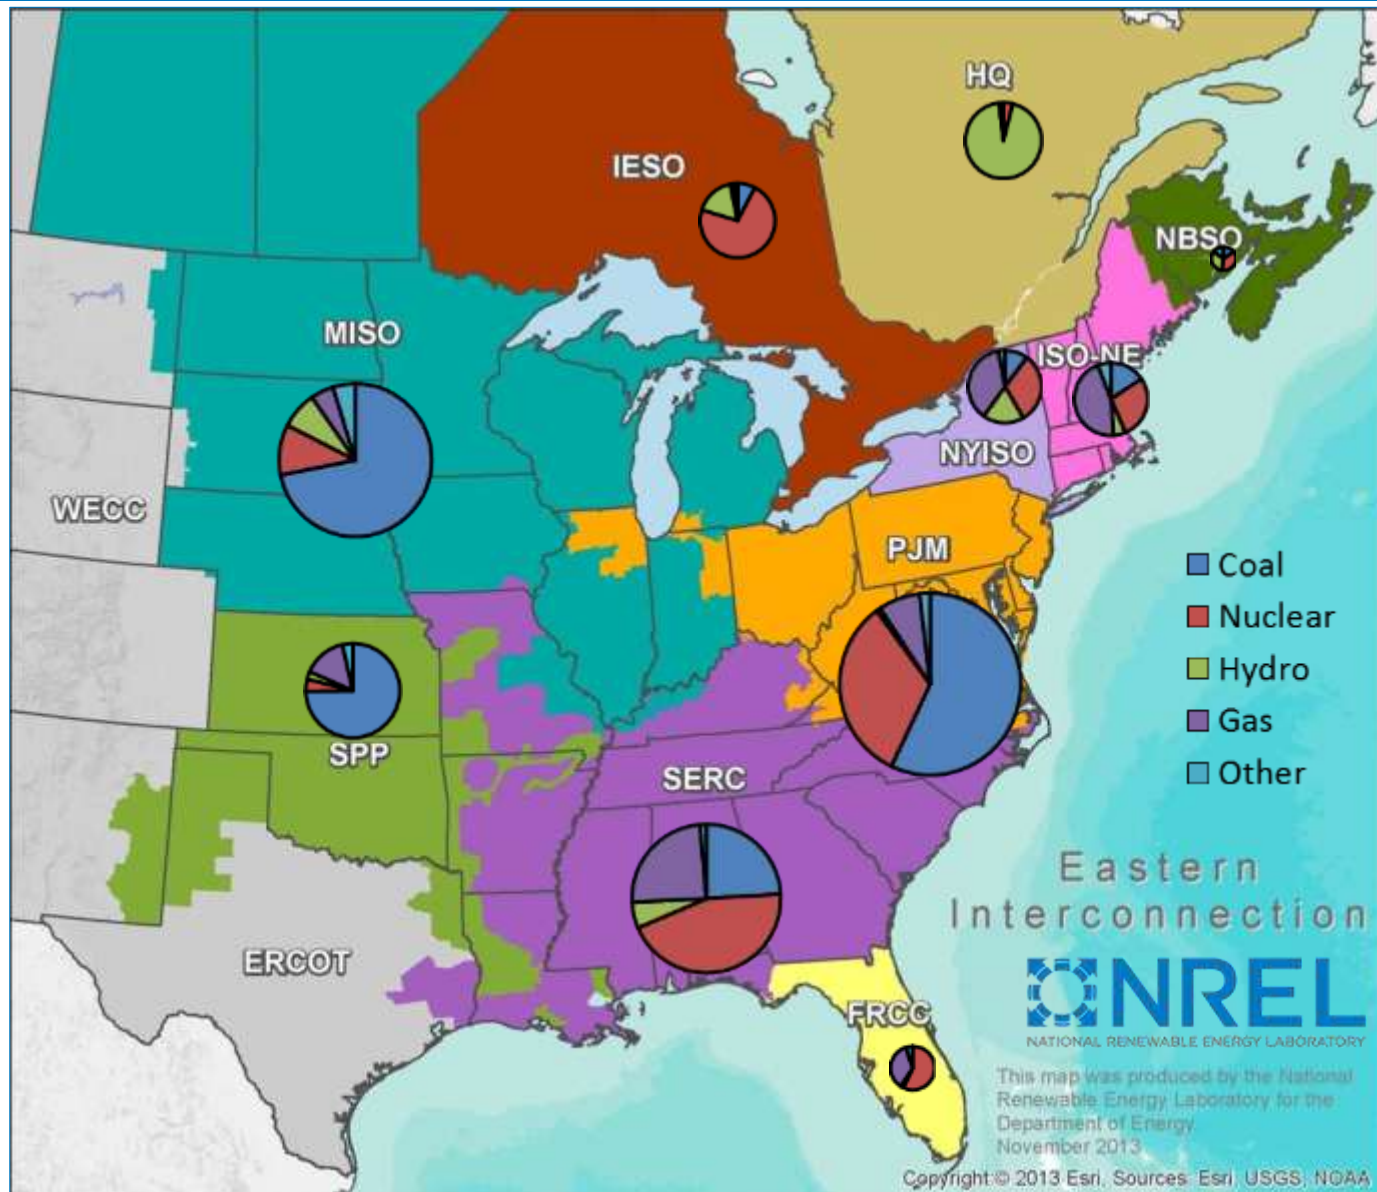 HQ
IESO
NBSO
MISO
ISO-NE
NYISO
WECC
PJM
Coal
Nuclear
Hydro
Gas
Other
SPP
SERC
Eastern
Interconnection
ERCOT
NREL
NATIONAL RENEWABLE ENERGY LABORATORY
FRCC
This map was produced by the National
Renewable Energy Laboratory for the
Department of Energy
November 2013
Copyright:© 2013 Esri, Sources: Esri, USGS, NOAA